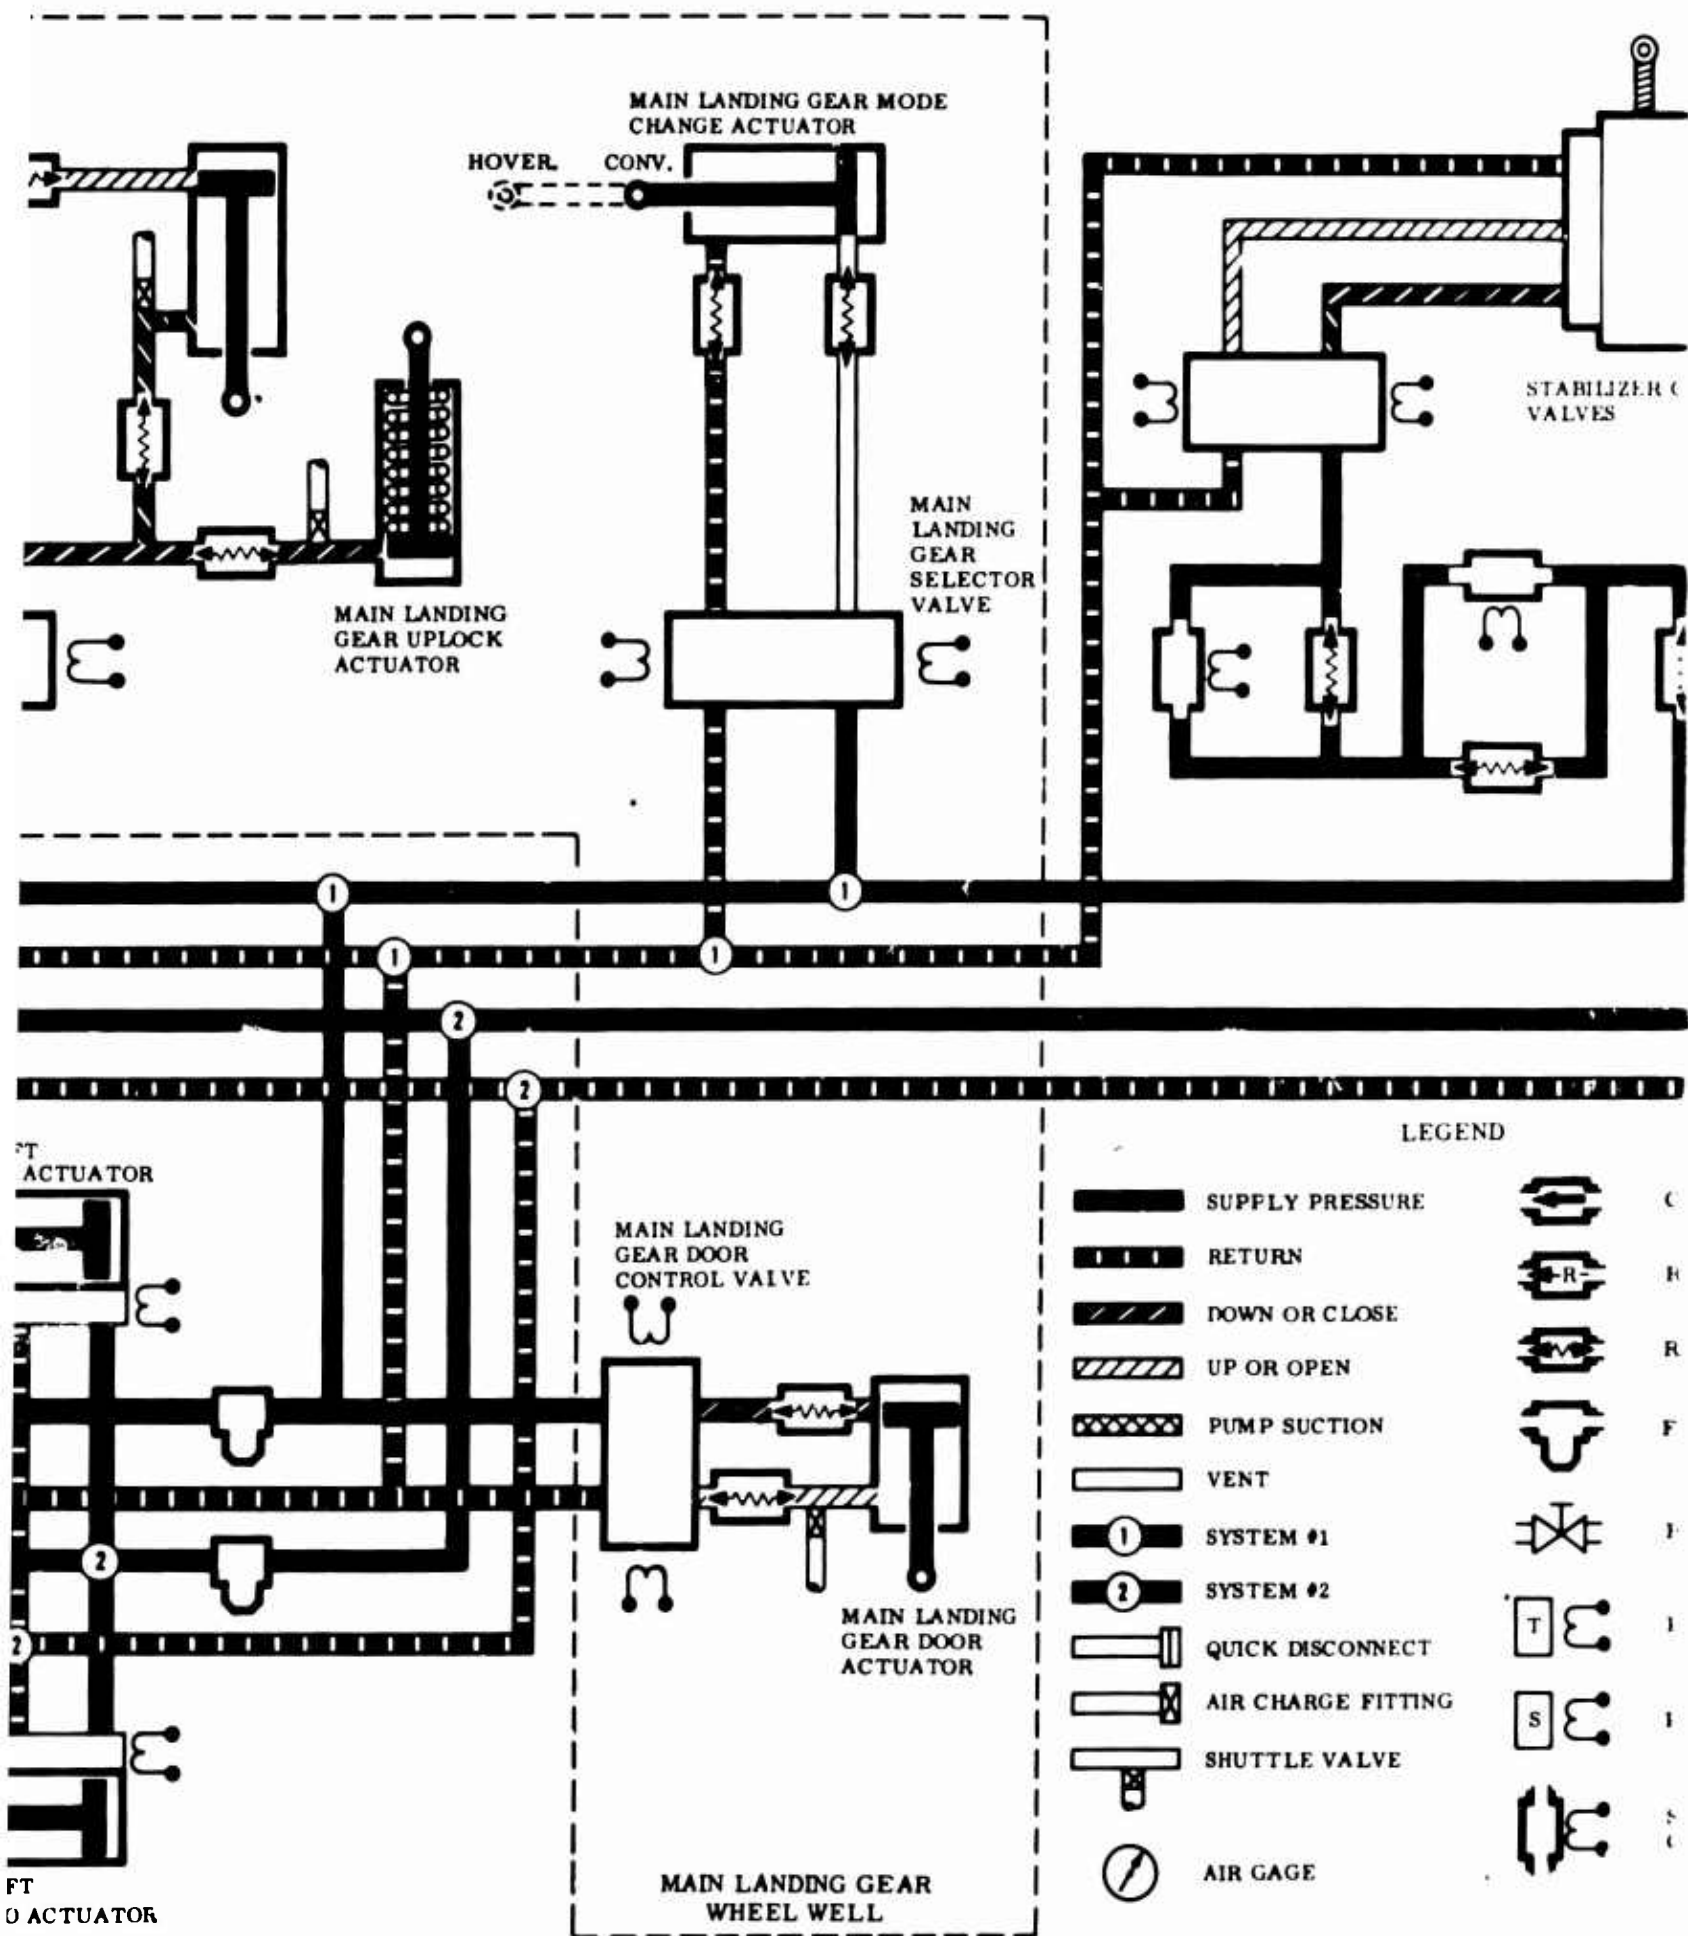 MAIN LANDING GEAR MODE
CHANGE ACTUATOR
HOVER.
CONV.
STABILIZER
VALVES
MAIN
LANDING
GEAR
SELECTOR
VALVE
MAIN LANDING
GEAR UPLOCK
ACTUATOR
1
1
1
1
2
2
ACTUATOR
MAIN LANDING
GEAR DOOR
CONTROL VALVE
2
2
MAIN LANDING
GEAR DOOR
ACTUATOR
MAIN LANDING GEAR
WHEEL WELL
FT
ACTUATOR
LEGEND
SUPPLY PRESSURE
RETURN
DOWN OR CLOSE
UP OR OPEN
PUMP SUCTION
VENT
1 SYSTEM #1
2 SYSTEM #2
QUICK DISCONNECT
AIR CHARGE FITTING
SHUTTLE VALVE
AIR GAGE
R
R
T
S